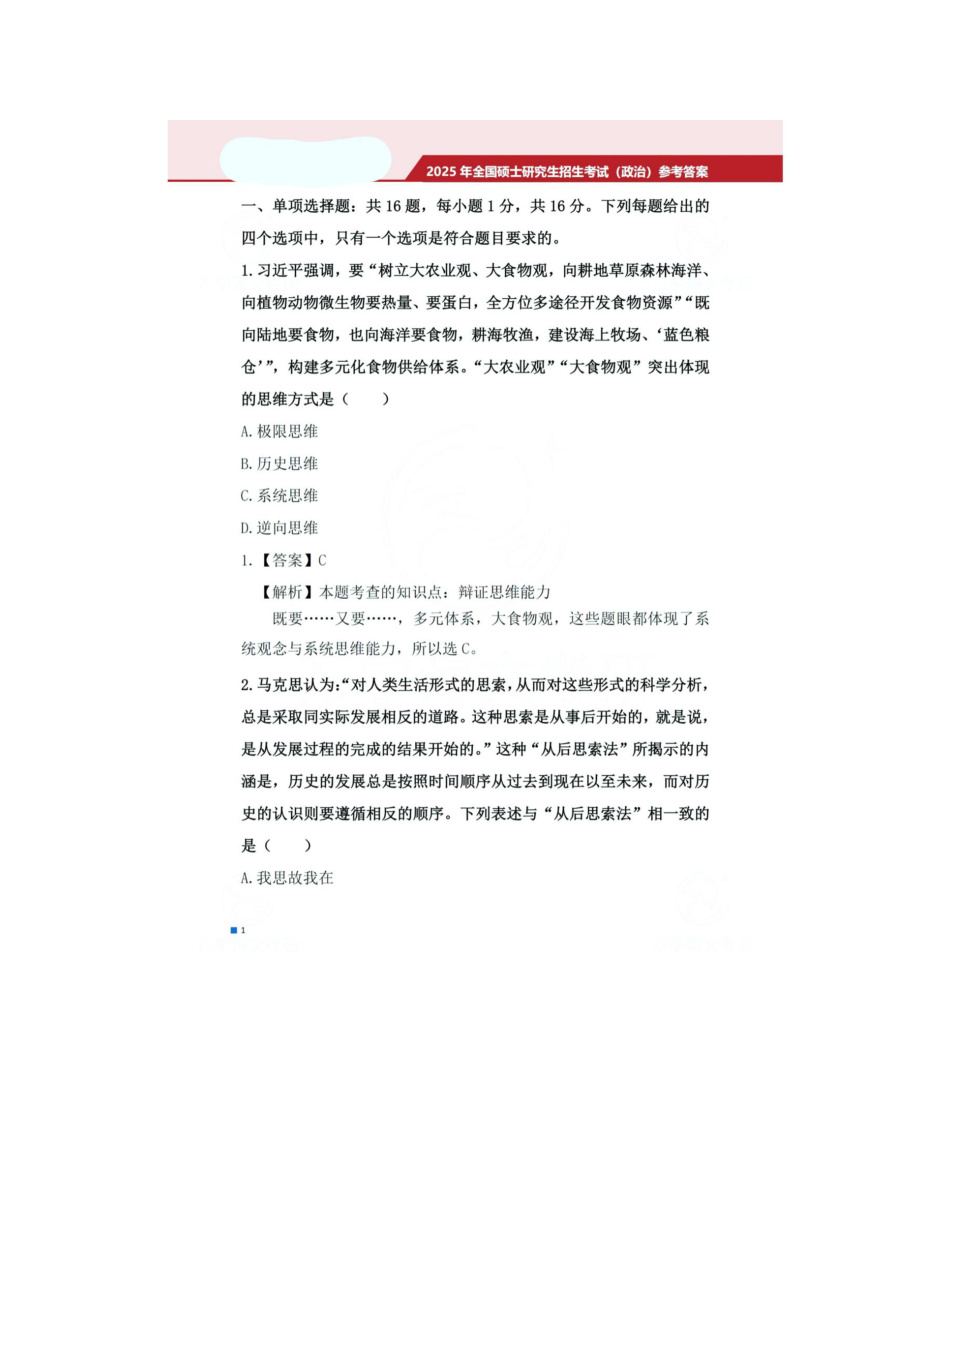 2025 年全国硕士研究生招生考试（政治）参考答案
一、单项选择题：共 16 题，每小题 1 分，共 16 分。下列每题给出的
四个选项中，只有一个选项是符合题目要求的。
1. 习近平强调，要“树立大农业观、大食物观，向耕地草原森林海洋、
向植物动物微生物要热量、要蛋白，全方位多途径开发食物资源”“既
向陆地要食物，也向海洋要食物，耕海牧渔，建设海上牧场、‘蓝色粮
仓’”，构建多元化食物供给体系。“大农业观”“大食物观”突出体现
的思维方式是（　　）
A. 极限思维
B. 历史思维
C. 系统思维
D. 逆向思维
1. 【答案】C
【解析】本题考查的知识点：辩证思维能力
既要……又要……，多元体系，大食物观，这些题眼都体现了系
统观念与系统思维能力，所以选 C。
2. 马克思认为：“对人类生活形式的思索，从而对这些形式的科学分析，
总是采取同实际发展相反的道路。这种思索是从事后开始的，就是说，
是从发展过程的完成的结果开始的。”这种“从后思索法”所揭示的内
涵是，历史的发展总是按照时间顺序从过去到现在以至未来，而对历
史的认识则要遵循相反的顺序。下列表述与“从后思索法”相一致的
是（　　）
A. 我思故我在
1